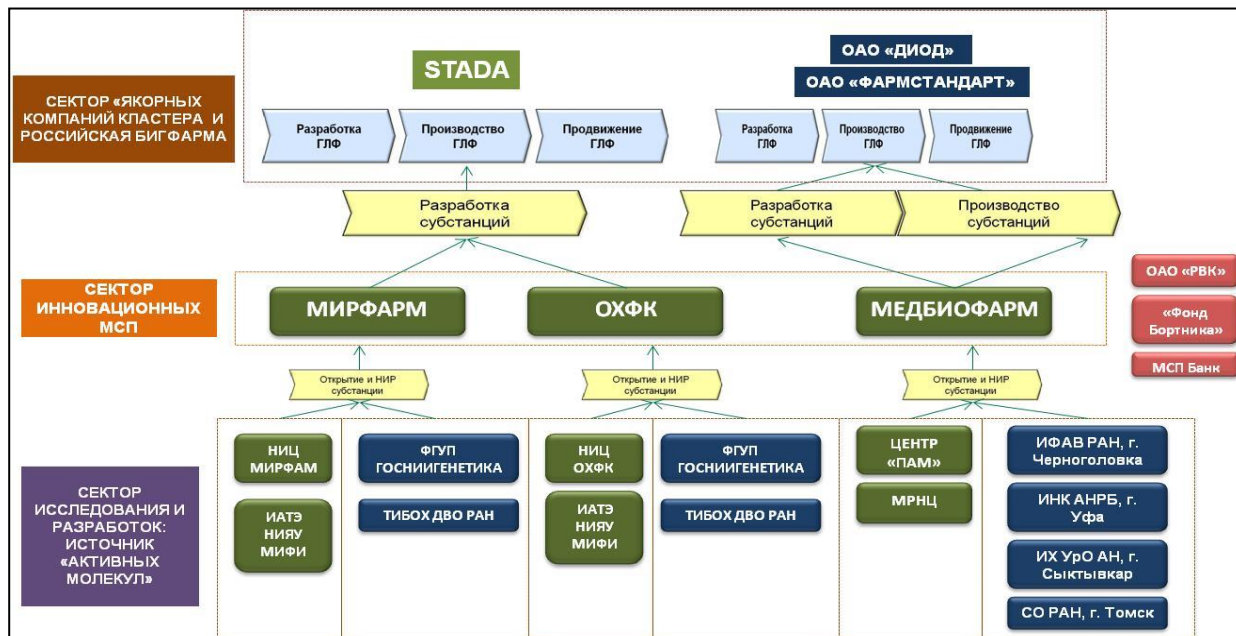 СЕКТОР «ЯКОРНЫХ
КОМПАНИЙ КЛАСТЕРА И
РОССИЙСКАЯ БИГФАРМА
STADA
ОАО «ДИОД»
ОАО «ФАРМСТАНДАРТ»
Разработка
ГЛФ
Производство
ГЛФ
Продвижение
ГЛФ
Разработка
ГЛФ
Производство
ГЛФ
Продвижение
ГЛФ
Разработка
субстанций
Разработка
субстанций
Производство
субстанций
СЕКТОР
ИННОВАЦИОННЫХ
МСП
МИРФАРМ
ОХФК
МЕДБИОФАРМ
ОАО «РВК»
«Фонд
Бортника»
МСП Банк
Открытие и НИР
субстанции
Открытие и НИР
субстанции
Открытие и НИР
субстанции
СЕКТОР
ИССЛЕДОВАНИЯ И
РАЗРАБОТОК:
ИСТОЧНИК
«АКТИВНЫХ
МОЛЕКУЛ»
НИЦ
МИРФАМ
ИАТЭ
НИЯУ
МИФИ
ФГУП
ГОСНИИГЕНЕТИКА
ТИБОХ ДВО РАН
НИЦ
ОХФК
ИАТЭ
НИЯУ
МИФИ
ФГУП
ГОСНИИГЕНЕТИКА
ТИБОХ ДВО РАН
ЦЕНТР
«ПАМ»
МРНЦ
ИФАВ РАН, г.
Черноголовка
ИНК АНРБ, г.
Уфа
ИХ УрО АН, г.
Сыктывкар
СО РАН, г. Томск